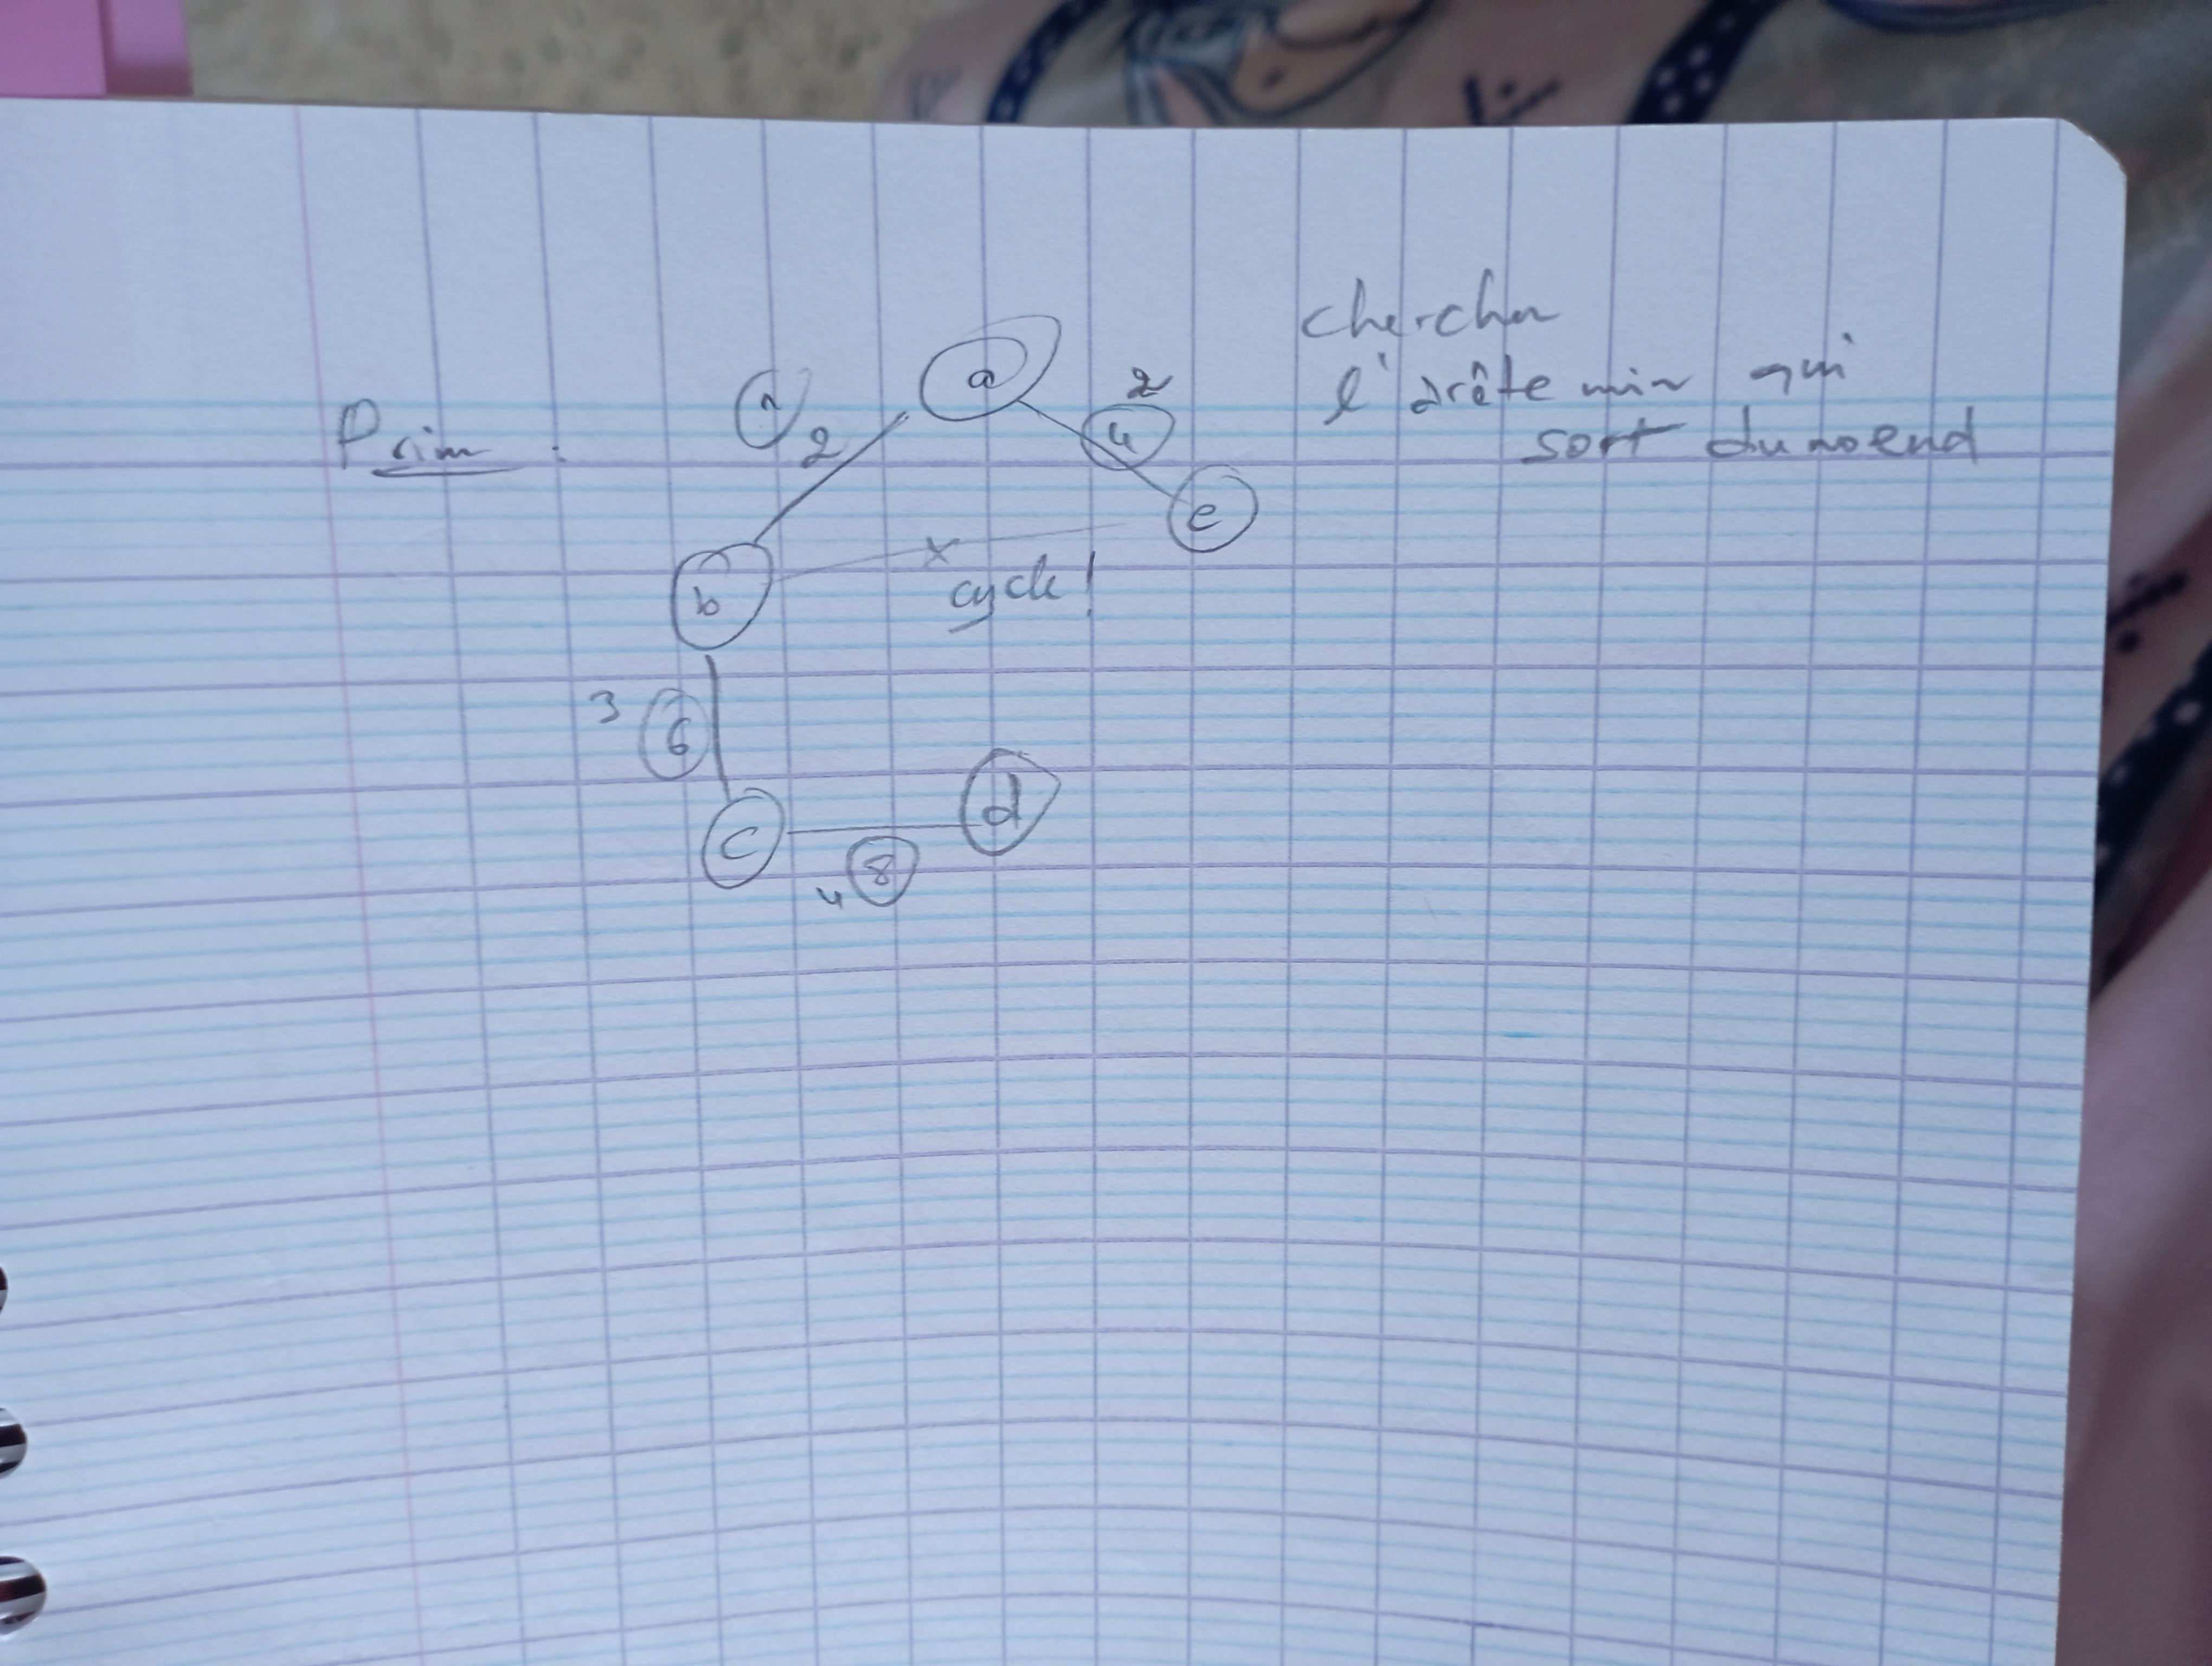 Prim :
chercher
l'arête min qui
sort du noeud
1
2
a
4
2
b
cycle!
e
3
6
c
8
4
d